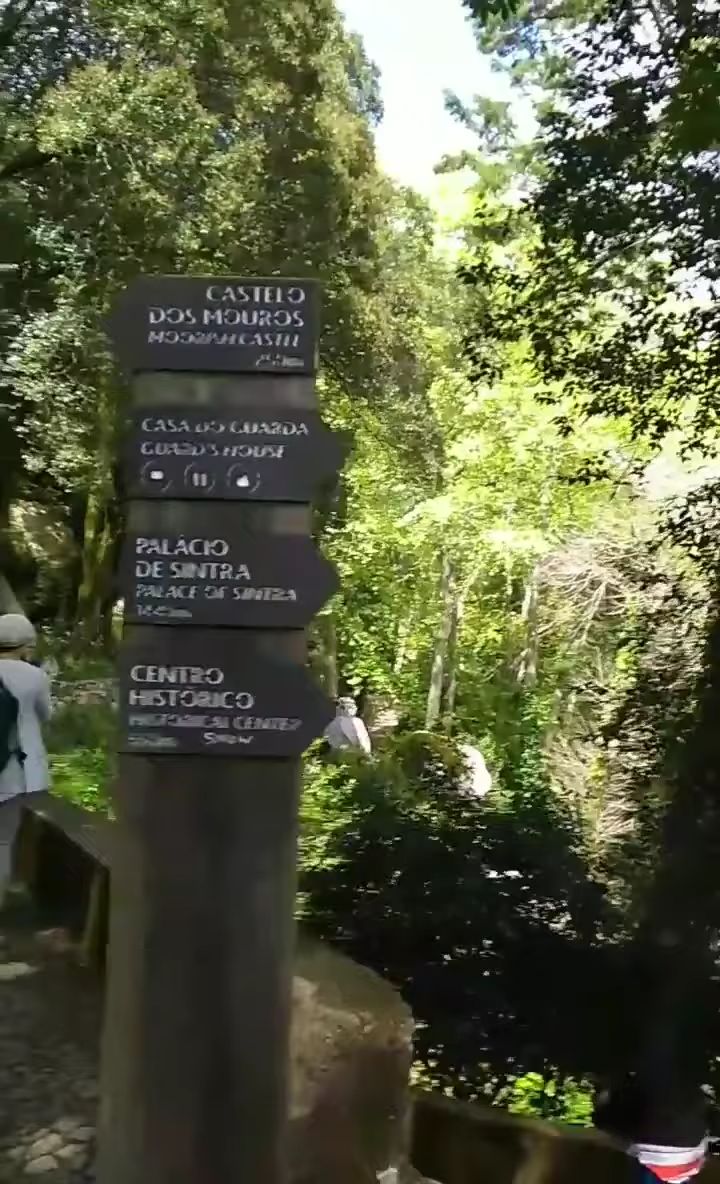 CASTELO
DOS MOUROS
MOORISH CASTLE
CASA DO GUARDA
GUARD'S HOUSE
PALÁCIO
DE SINTRA
PALACE OF SINTRA
CENTRO
HISTÓRICO
HISTORICAL CENTER